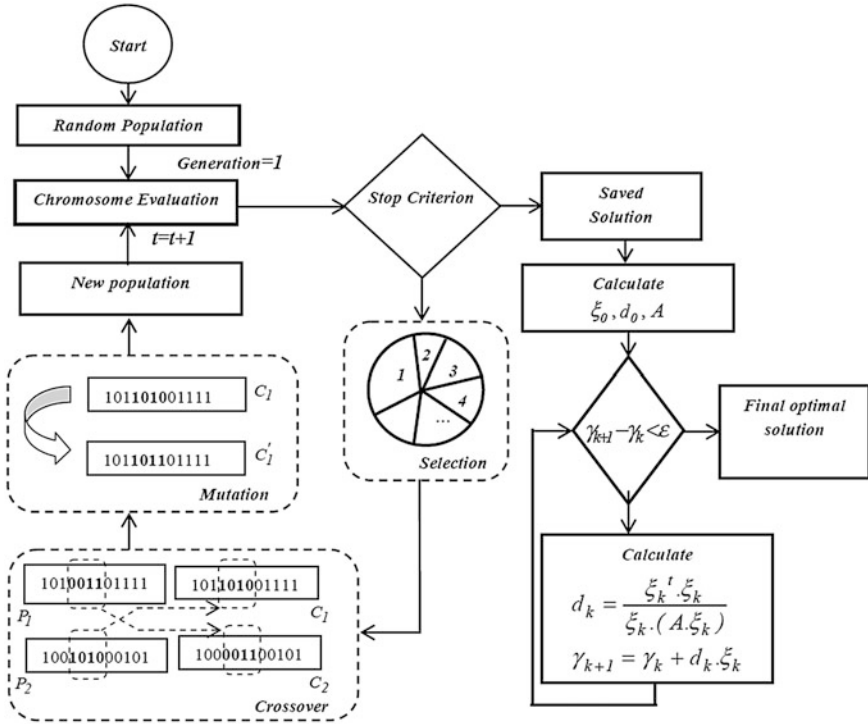 Start
Random Population
Generation=1
Chromosome Evaluation
t=t+1
New population
101101001111 C1
101101101111 C'1
Mutation
101001101111
P1
101101001111
C1
100101000101
P2
100001100101
C2
Crossover
Stop Criterion
1
2
3
4
...
Selection
Saved
Solution
Calculate
ξ0, d0, A
γk+1−γk<ε
Final optimal
solution
Calculate
dk = ξk^t.ξk / ξk.(A.ξk)
γk+1 = γk + dk.ξk